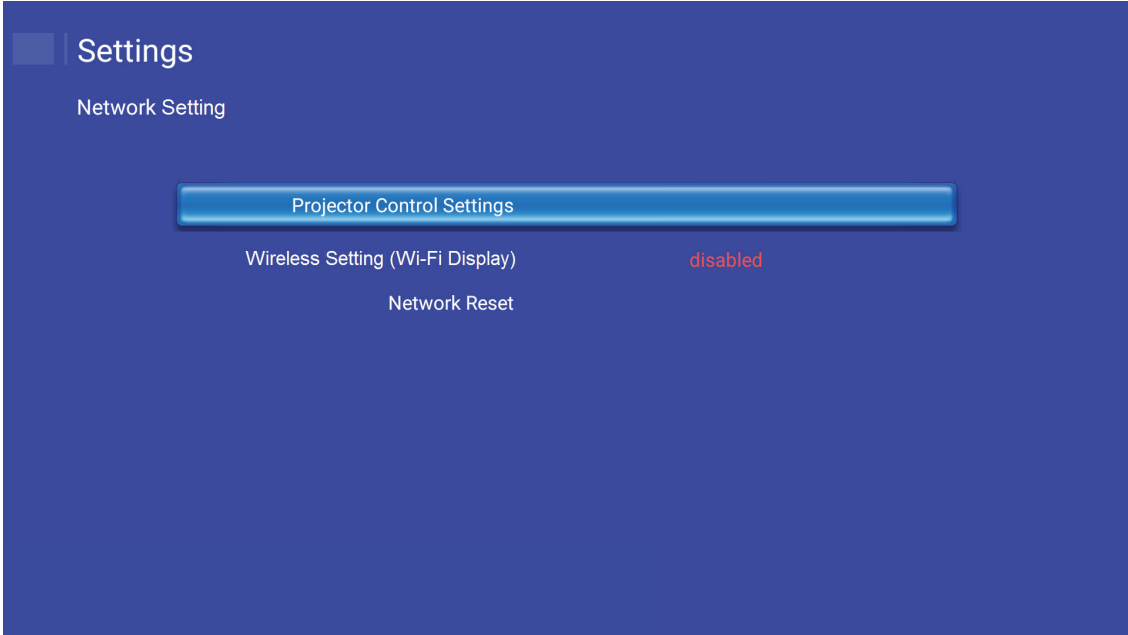 Settings
Network Setting
Projector Control Settings
Wireless Setting (Wi-Fi Display) disabled
Network Reset